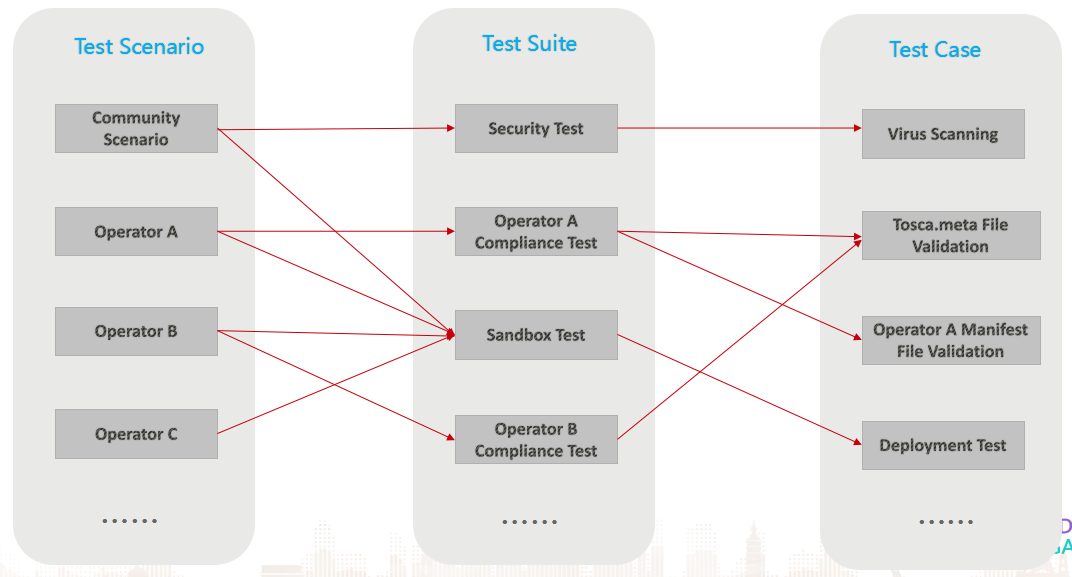 Test Scenario
Community
Scenario
Operator A
Operator B
Operator C
......
Test Suite
Security Test
Operator A
Compliance Test
Sandbox Test
Operator B
Compliance Test
......
Test Case
Virus Scanning
Tosca.meta File
Validation
Operator A Manifest
File Validation
Deployment Test
......